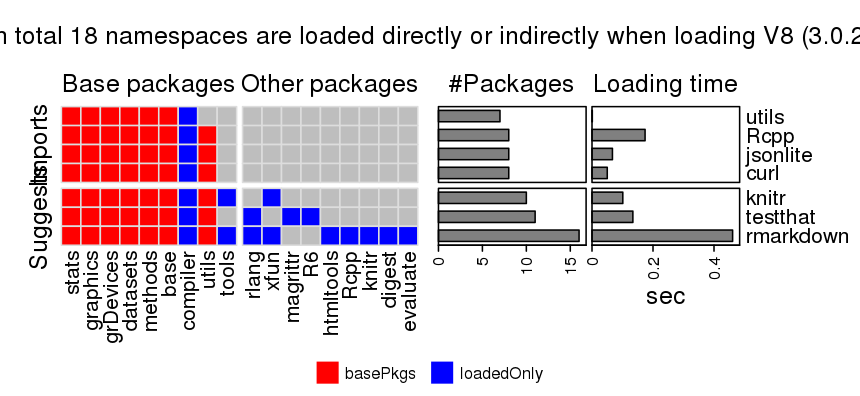 n total 18 namespaces are loaded directly or indirectly when loading V8 (3.0.2
Base packages Other packages #Packages Loading time
Imports
Suggests
utils
Rcpp
jsonlite
curl
knitr
testthat
rmarkdown
stats graphics grDevices datasets methods base compiler utils tools rlang xfun magrittr R6 htmltools Rcpp knitr digest evaluate
0 5 10 15 0 0.2 0.4
sec
basePkgs loadedOnly